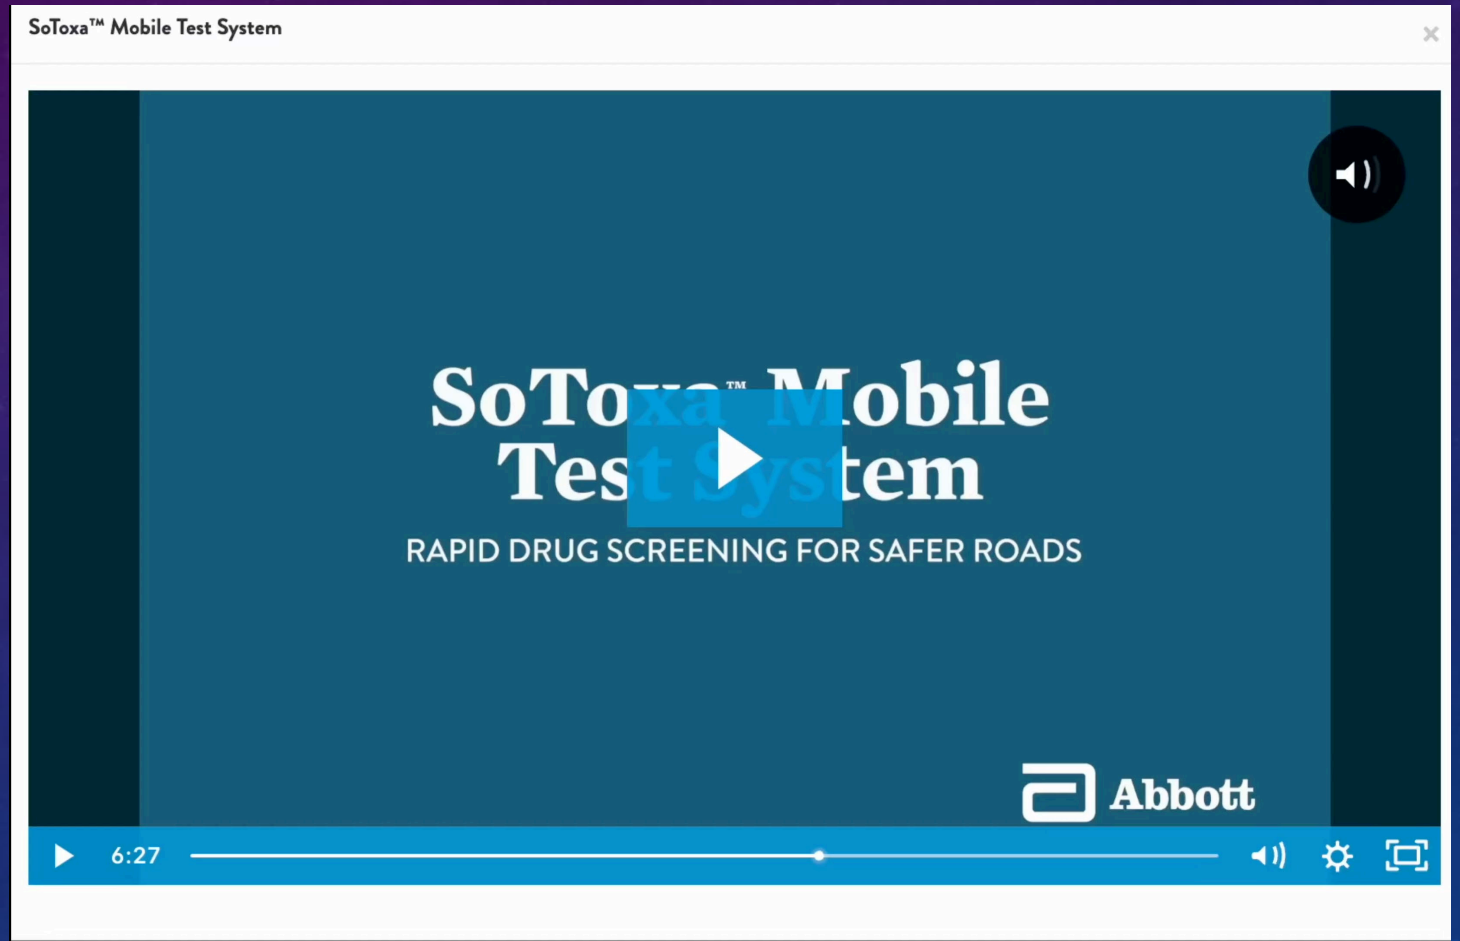 SoToxa™ Mobile Test System
SoToxa™ Mobile
Test System
RAPID DRUG SCREENING FOR SAFER ROADS
Abbott
6:27